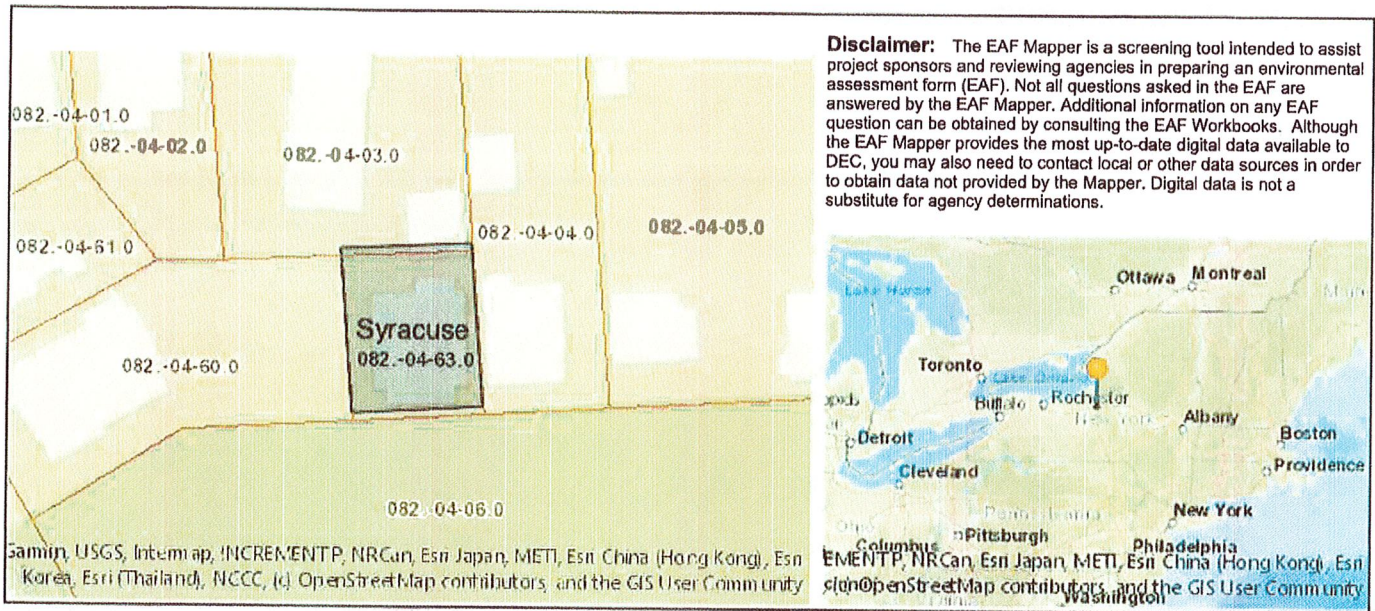 082.-04-01.0
082.-04-02.0
082.-04-03.0
082.-04-61.0
082.-04-04.0
082.-04-05.0
Syracuse
082.-04-63.0
082.-04-60.0
082.-04-06.0
Garmin, USGS, Intermap, INCREMENT P, NRCan, Esri Japan, METI, Esri China (Hong Kong), Esri
Korea, Esri (Thailand), NGCC, (c) OpenStreetMap contributors, and the GIS User Community
Disclaimer: The EAF Mapper is a screening tool intended to assist
project sponsors and reviewing agencies in preparing an environmental
assessment form (EAF). Not all questions asked in the EAF are
answered by the EAF Mapper. Additional information on any EAF
question can be obtained by consulting the EAF Workbooks. Although
the EAF Mapper provides the most up-to-date digital data available to
DEC, you may also need to contact local or other data sources in order
to obtain data not provided by the Mapper. Digital data is not a
substitute for agency determinations.
Ottawa
Montreal
Lake Huron
Toronto
Lake Ontario
Rochester
Buffalo
New York
Albany
Detroit
Boston
Providence
Cleveland
Pennsylvania
New York
Ohio
Pittsburgh
Columbus
Philadelphia
EMENT P, NRCan, Esri Japan, METI, Esri China (Hong Kong), Esri
OpenStreetMap contributors, and the GIS User Community
Washington